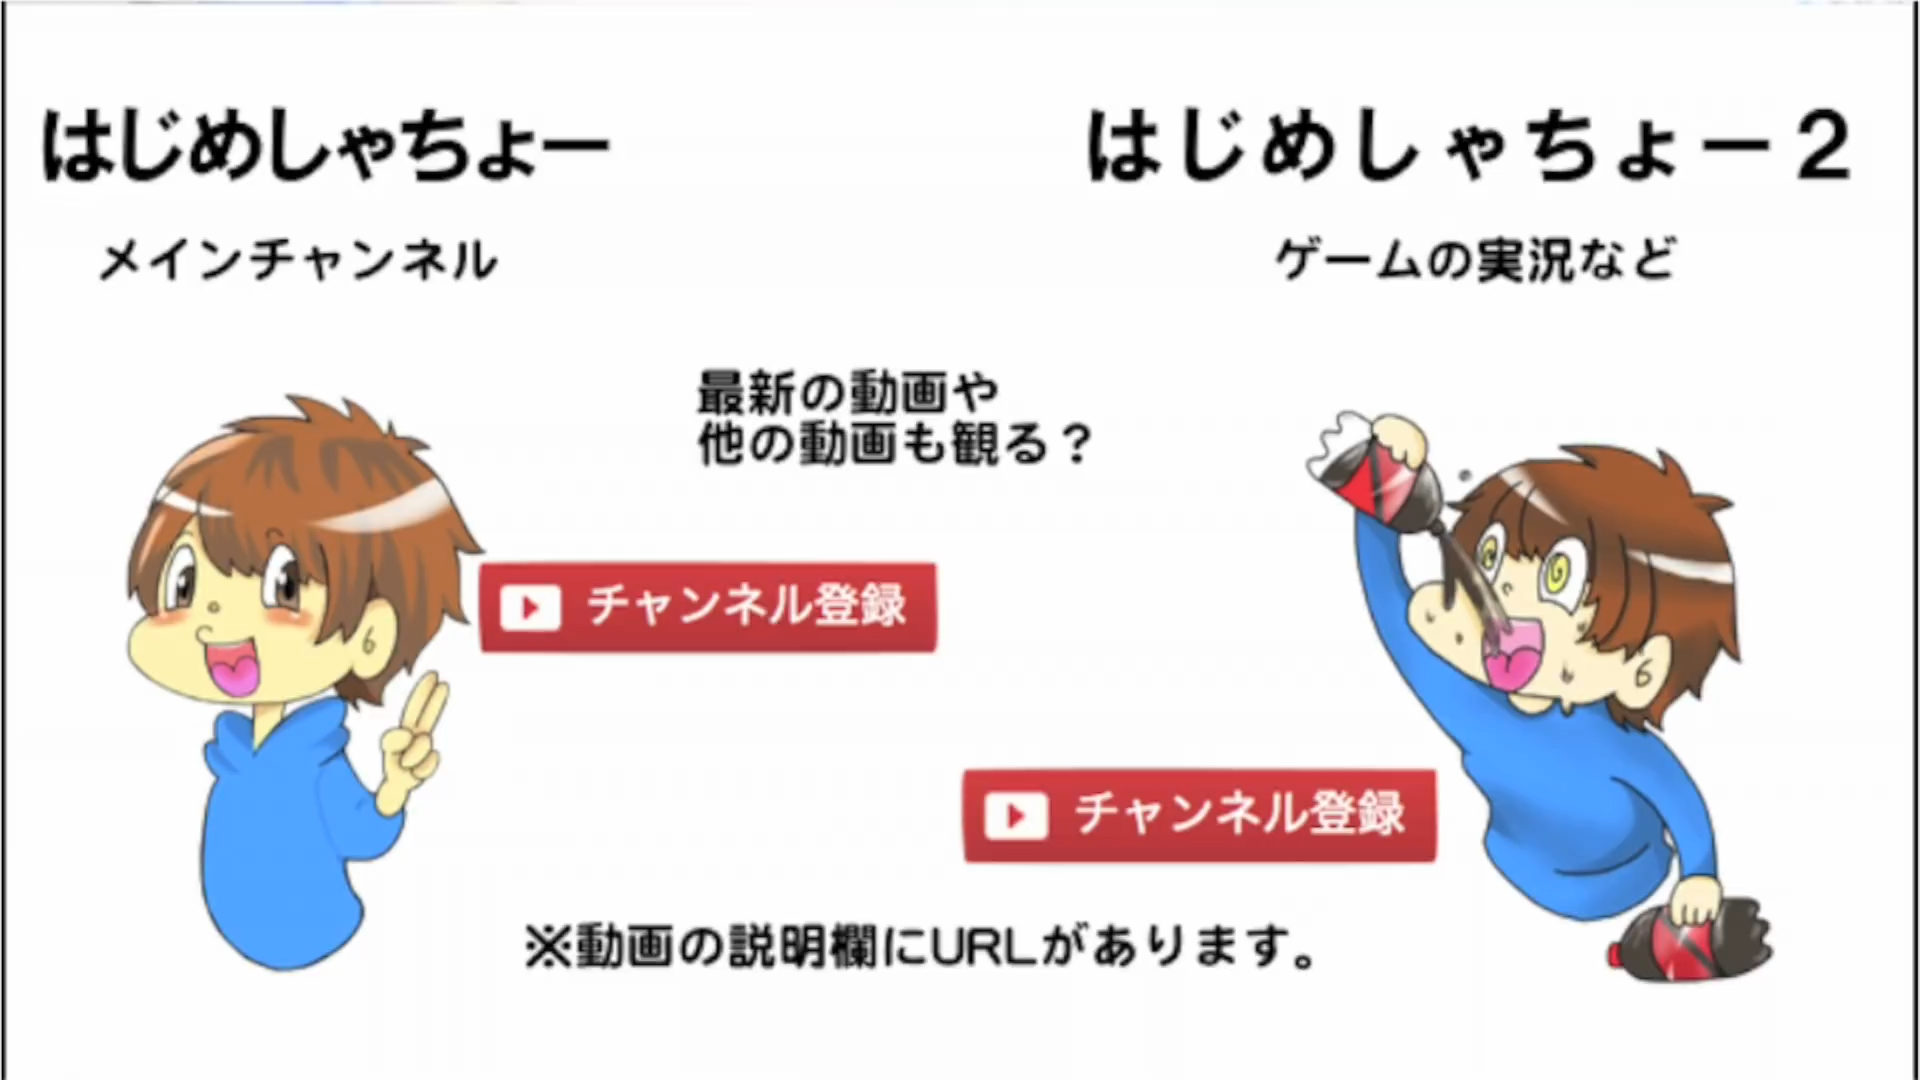 はじめしゃちょー
メインチャンネル
はじめしゃちょー２
ゲームの実況など
最新の動画や
他の動画も観る？
チャンネル登録
チャンネル登録
※動画の説明欄にURLがあります。